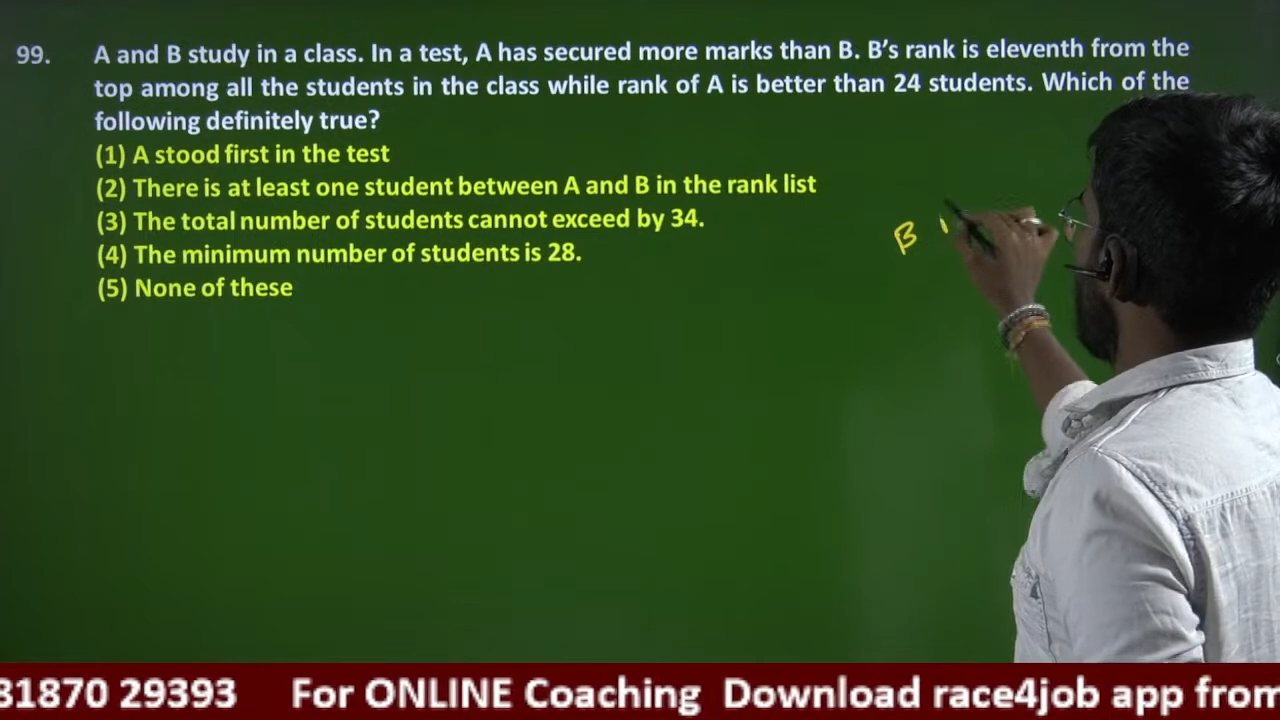 99. A and B study in a class. In a test, A has secured more marks than B. B's rank is eleventh from the
top among all the students in the class while rank of A is better than 24 students. Which of the
following definitely true?
(1) A stood first in the test
(2) There is at least one student between A and B in the rank list
(3) The total number of students cannot exceed by 34.
(4) The minimum number of students is 28.
(5) None of these
B
81870 29393 For ONLINE Coaching Download race4job app from